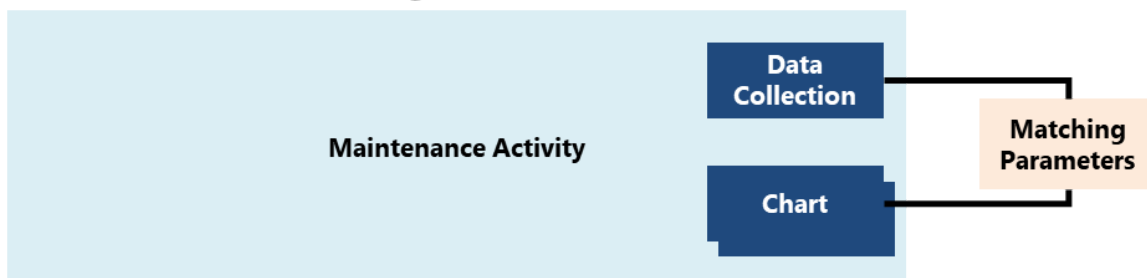 Data
Collection
Maintenance Activity
Matching
Parameters
Chart